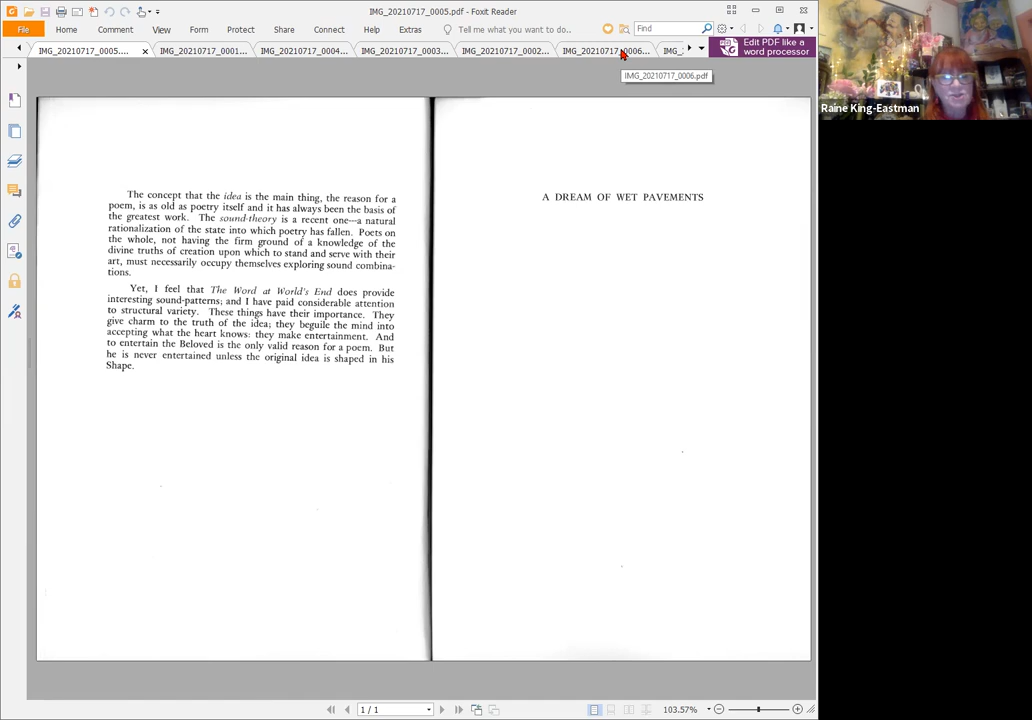 IMG_20210717_0005.pdf - Foxit Reader
File Home Comment View Form Protect Share Connect Help Extras Tell me what you want to do... Find
IMG_20210717_0005.... IMG_20210717_0001... IMG_20210717_0004... IMG_20210717_0003... IMG_20210717_0002... IMG_20210717_0006... IMG_
Edit PDF like a
word processor
IMG_20210717_0006.pdf
Raine King-Eastman
The concept that the idea is the main thing, the reason for a
poem, is as old as poetry itself and it has always been the basis of
the greatest work. The sound-theory is a recent one—a natural
rationalization of the state into which poetry has fallen. Poets on
the whole, not having the firm ground of a knowledge of the
divine truths of creation upon which to stand and serve with their
art, must necessarily occupy themselves exploring sound combina-
tions.
Yet, I feel that The Word at World's End does provide
interesting sound-patterns; and I have paid considerable attention
to structural variety. These things have their importance. They
give charm to the truth of the idea; they beguile the mind into
accepting what the heart knows: they make entertainment. And
to entertain the Beloved is the only valid reason for a poem. But
he is never entertained unless the original idea is shaped in his
Shape.
A DREAM OF WET PAVEMENTS
1 / 1
103.57%